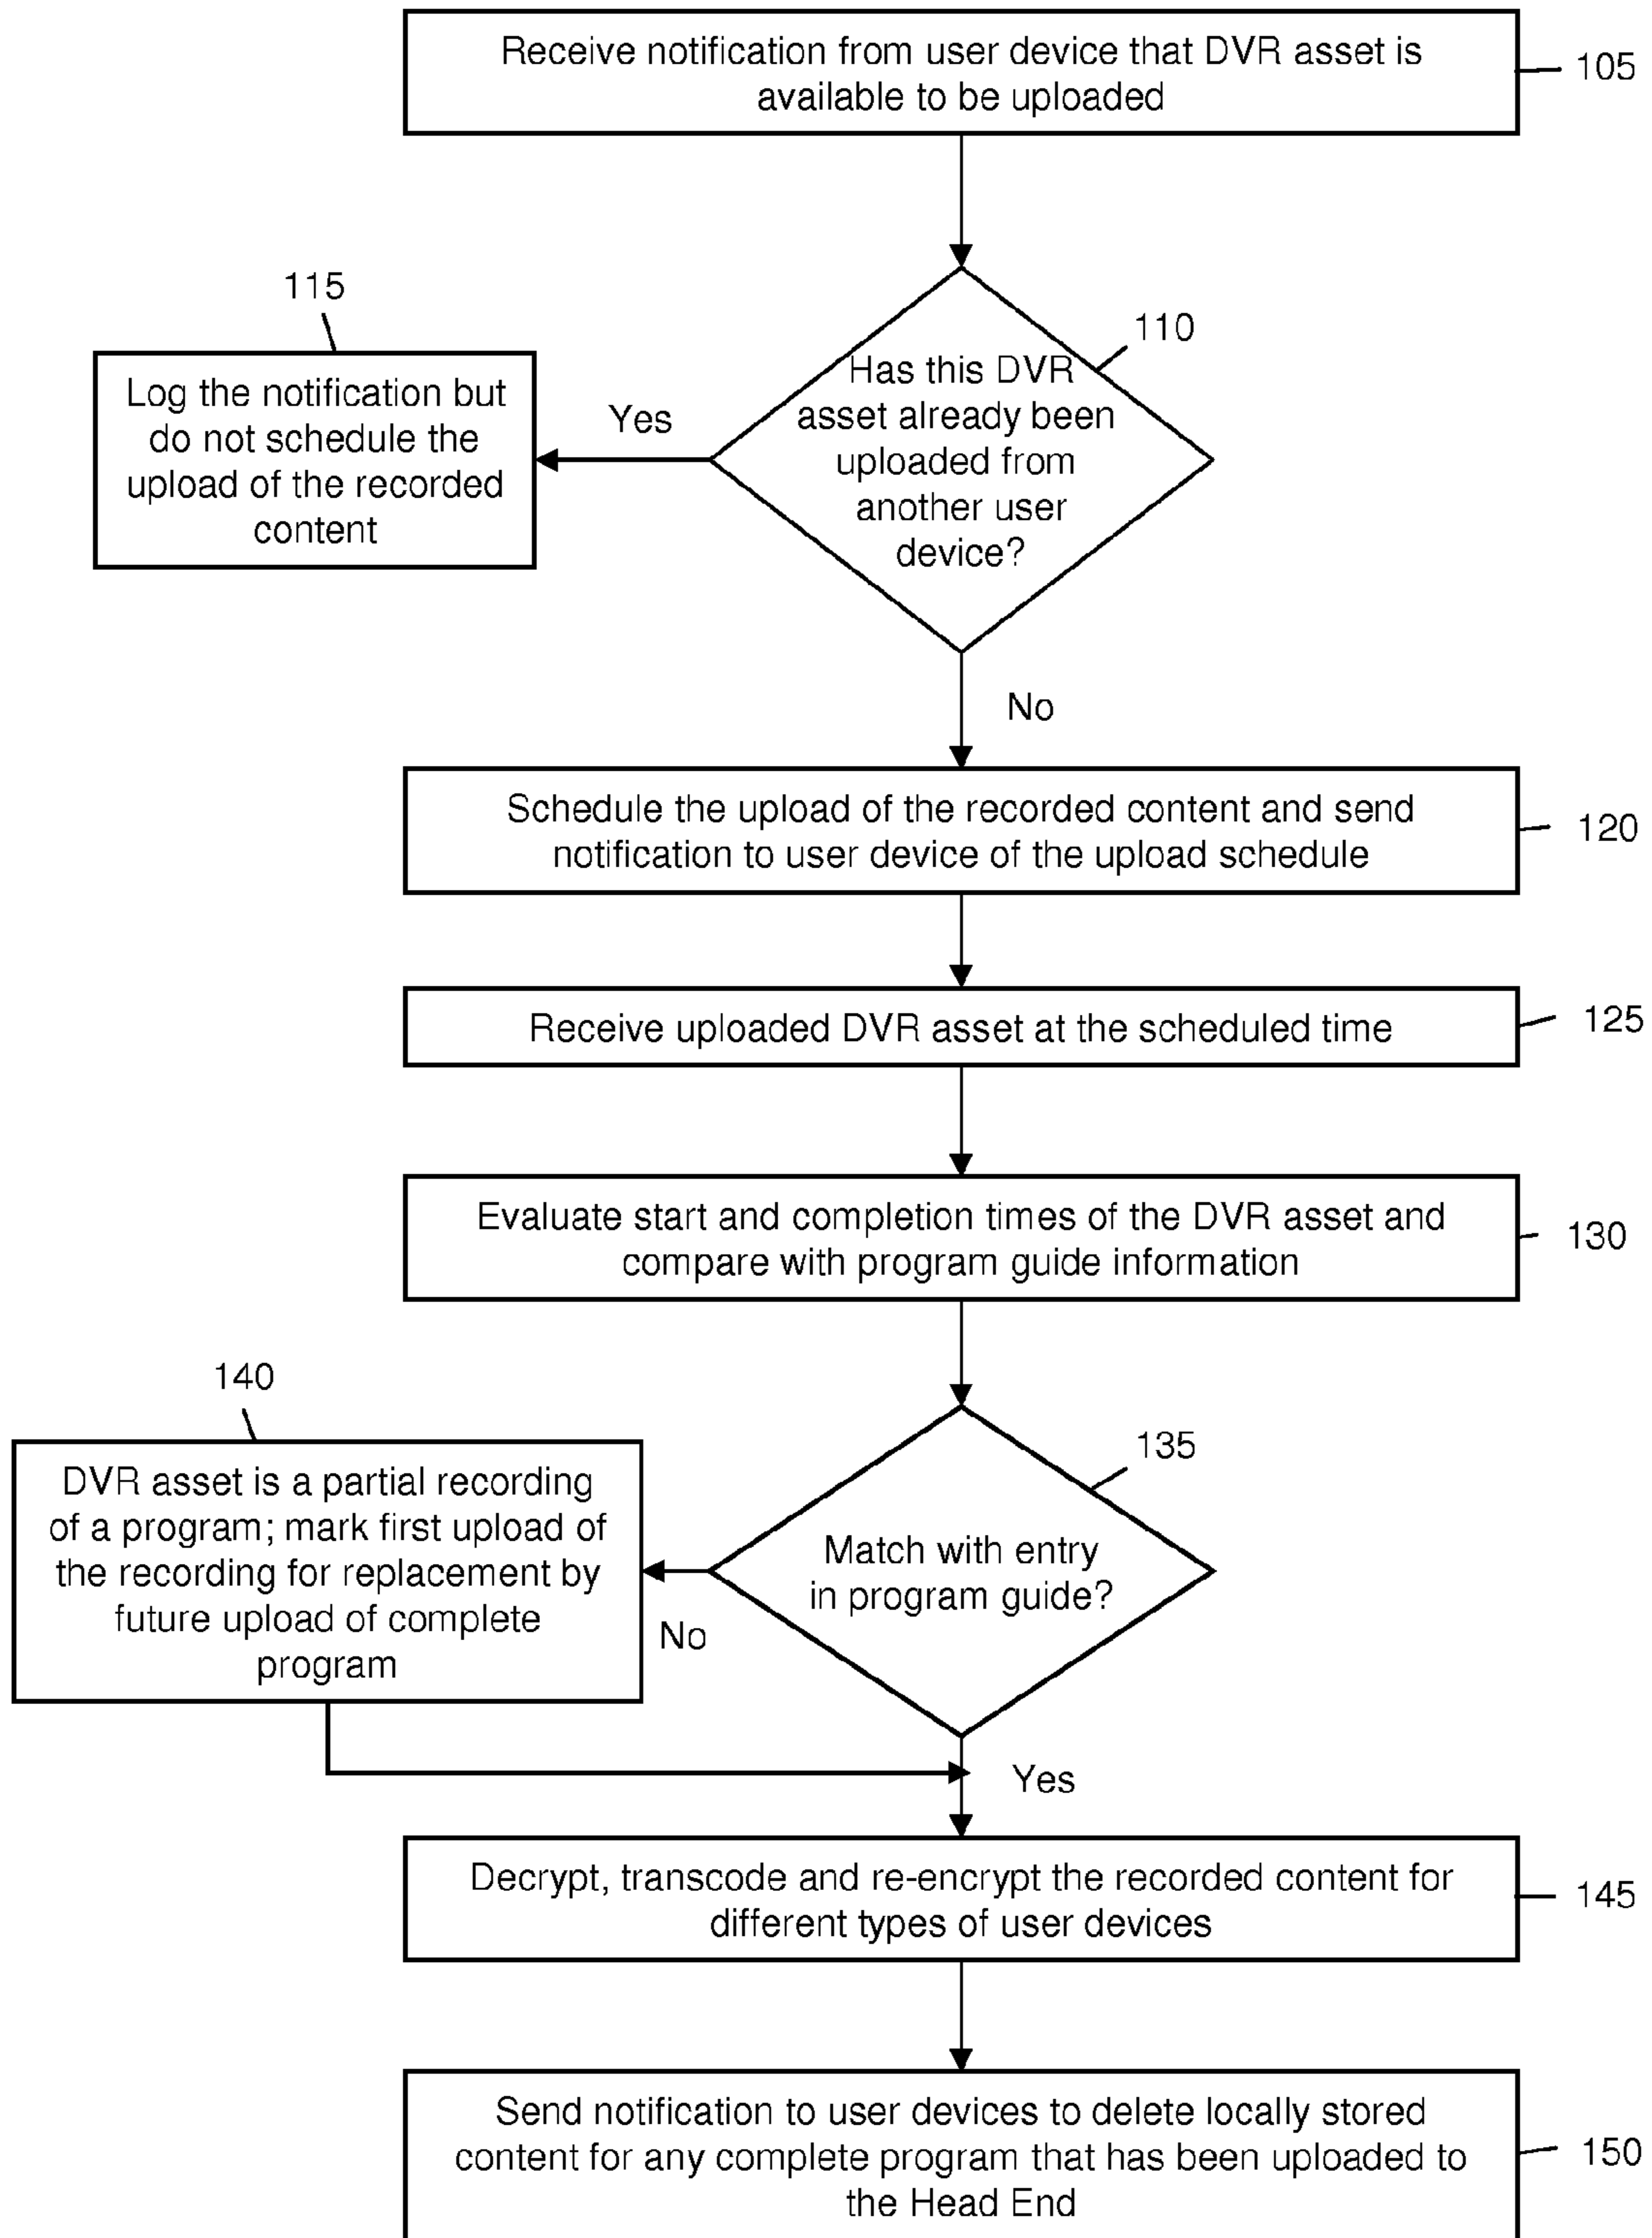 Receive notification from user device that DVR asset is
available to be uploaded
105
115
110
Log the notification but
do not schedule the
upload of the recorded
content
Yes
Has this DVR
asset already been
uploaded from
another user
device?
No
Schedule the upload of the recorded content and send
notification to user device of the upload schedule
120
Receive uploaded DVR asset at the scheduled time
125
Evaluate start and completion times of the DVR asset and
compare with program guide information
130
140
135
DVR asset is a partial recording
of a program; mark first upload of
the recording for replacement by
future upload of complete
program
No
Match with entry
in program guide?
Yes
Decrypt, transcode and re-encrypt the recorded content for
different types of user devices
145
Send notification to user devices to delete locally stored
content for any complete program that has been uploaded to
the Head End
150